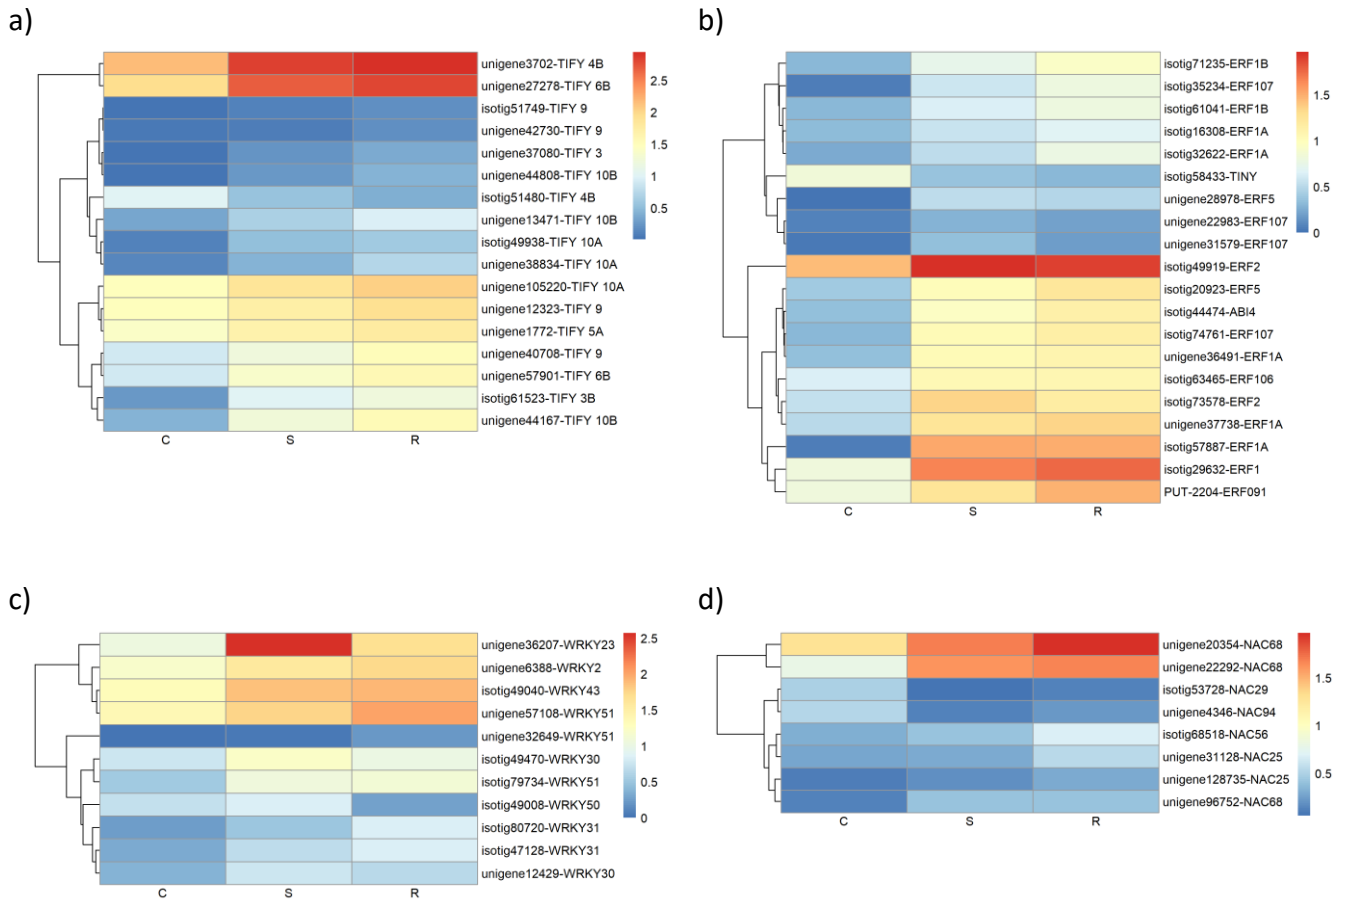 a)
unigene3702-TIFY 4B
unigene27278-TIFY 6B
isotig51749-TIFY 9
unigene42730-TIFY 9
unigene37080-TIFY 3
unigene44808-TIFY 10B
isotig51480-TIFY 4B
unigene13471-TIFY 10B
isotig49938-TIFY 10A
unigene38834-TIFY 10A
unigene105220-TIFY 10A
unigene12323-TIFY 9
unigene1772-TIFY 5A
unigene40708-TIFY 9
unigene57901-TIFY 6B
isotig61523-TIFY 3B
unigene44167-TIFY 10B
2.5
2
1.5
1
0.5
C S R
b)
isotig71235-ERF1B
isotig35234-ERF107
isotig61041-ERF1B
isotig16308-ERF1A
isotig32622-ERF1A
isotig58433-TINY
unigene28978-ERF5
unigene22983-ERF107
unigene31579-ERF107
isotig49919-ERF2
isotig20923-ERF5
isotig44474-ABI4
isotig74761-ERF107
unigene36491-ERF1A
isotig63465-ERF106
isotig73578-ERF2
unigene37738-ERF1A
isotig57887-ERF1A
isotig29632-ERF1
PUT-2204-ERF091
1.5
1
0.5
0
C S R
c)
unigene36207-WRKY23
unigene6388-WRKY2
isotig49040-WRKY43
unigene57108-WRKY51
unigene32649-WRKY51
isotig49470-WRKY30
isotig79734-WRKY51
isotig49008-WRKY50
isotig80720-WRKY31
isotig47128-WRKY31
unigene12429-WRKY30
2.5
2
1.5
1
0.5
0
C S R
d)
unigene20354-NAC68
unigene22292-NAC68
isotig53728-NAC29
unigene4346-NAC94
isotig68518-NAC56
unigene31128-NAC25
unigene128735-NAC25
unigene96752-NAC68
1.5
1
0.5
C S R